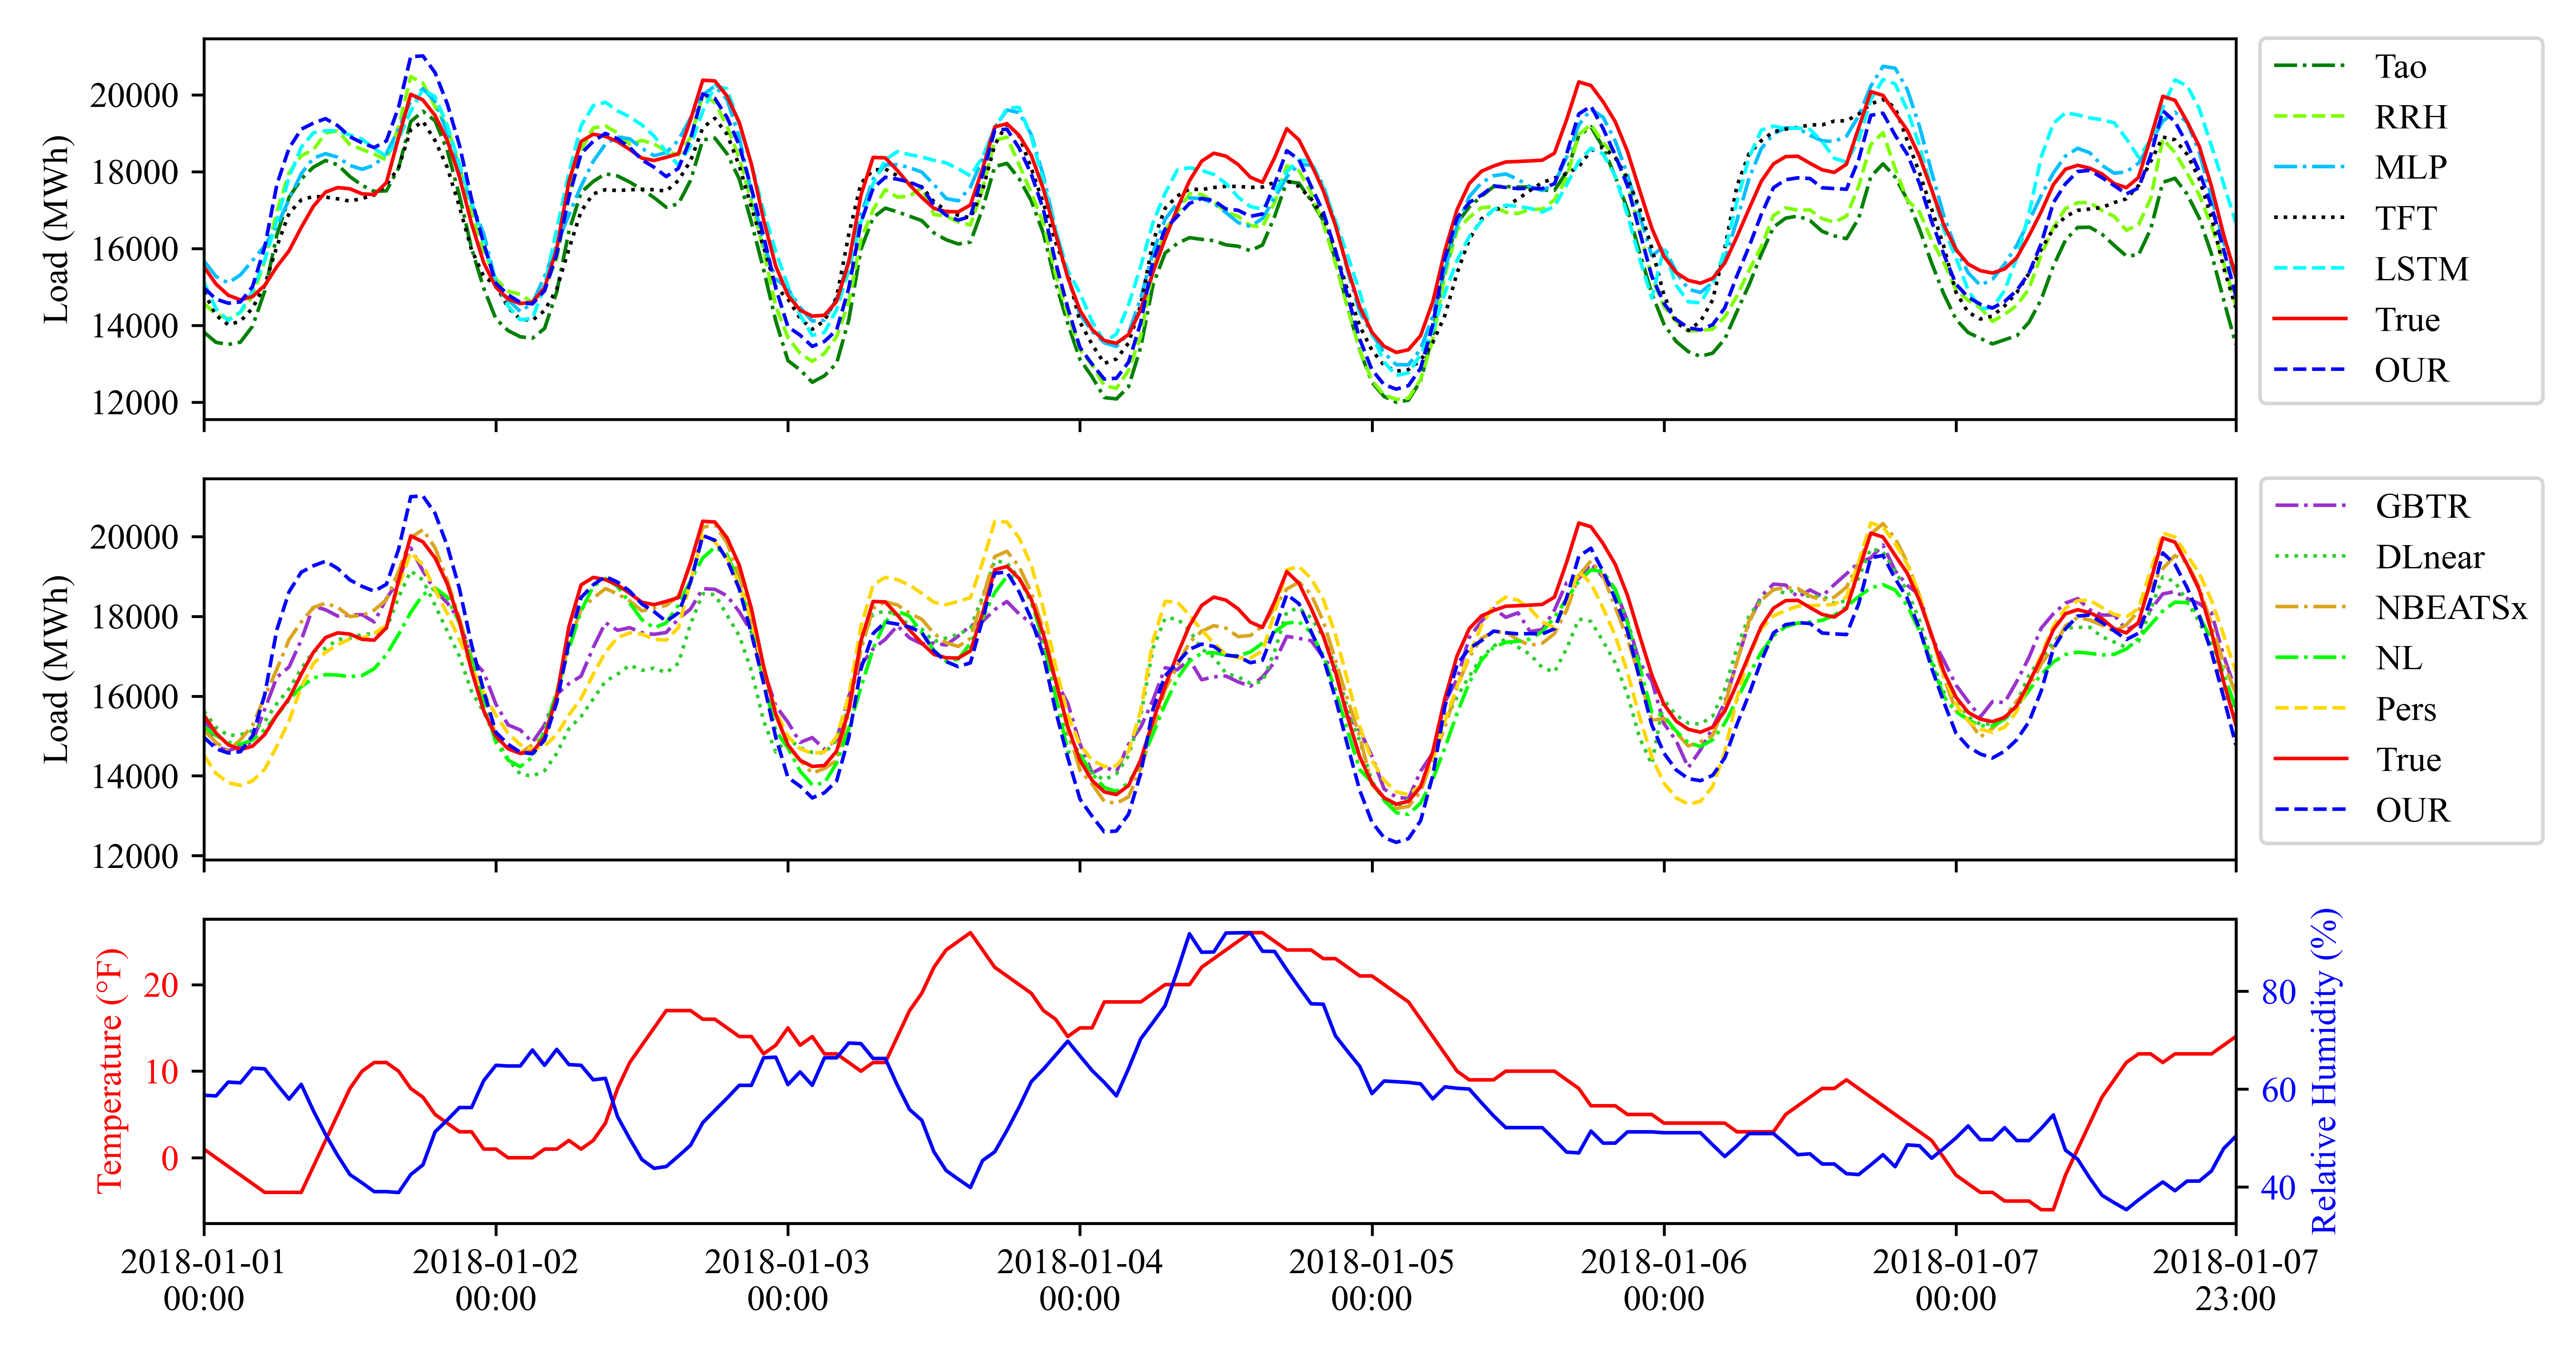 20000
18000
16000
14000
12000
Load (MWh)
Tao
RRH
MLP
TFT
LSTM
True
OUR
20000
18000
16000
14000
12000
Load (MWh)
GBTR
DLnear
NBEATSx
NL
Pers
True
OUR
20
10
0
Temperature (°F)
80
60
40
Relative Humidity (%)
2018-01-01 2018-01-02 2018-01-03 2018-01-04 2018-01-05 2018-01-06 2018-01-07 2018-01-07
00:00 00:00 00:00 00:00 00:00 00:00 00:00 23:00